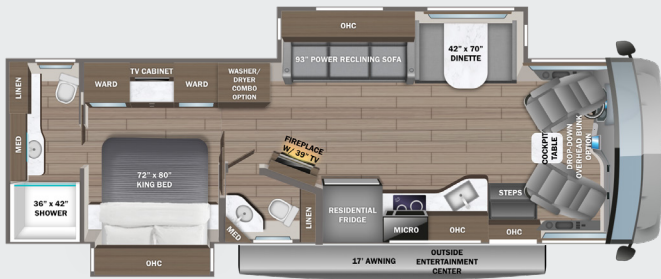 OHC
93" POWER RECLINING SOFA
42" x 70"
DINETTE
LINEN
MED
TV CABINET
WARD
WARD
WASHER/
DRYER
COMBO
OPTION
72" x 80"
KING BED
36" x 42"
SHOWER
OHC
FIREPLACE
W/ 39" TV
MED
LINEN
RESIDENTIAL
FRIDGE
MICRO
OHC
STEPS
OHC
COCKPIT
TABLE
DROP-DOWN
OVERHEAD BUNK
OPTION
17' AWNING
OUTSIDE
ENTERTAINMENT
CENTER